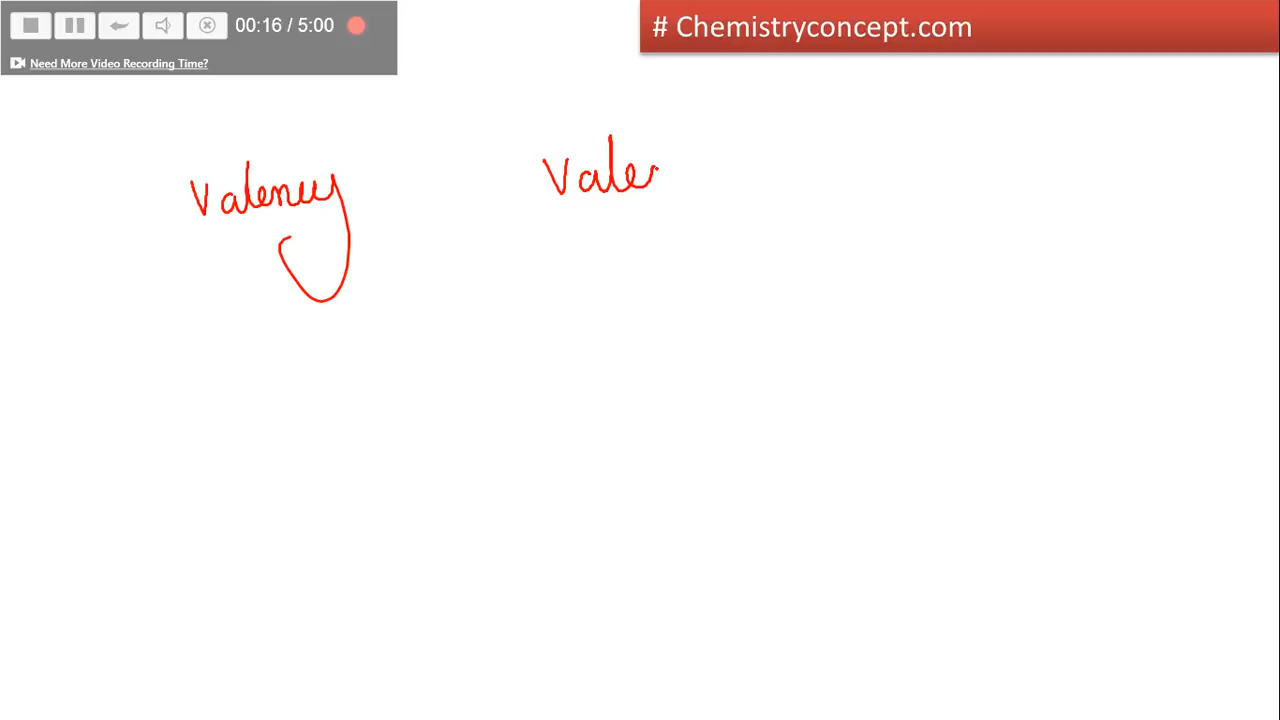 00:16 / 5:00
# Chemistryconcept.com
Need More Video Recording Time?
Valency Vale